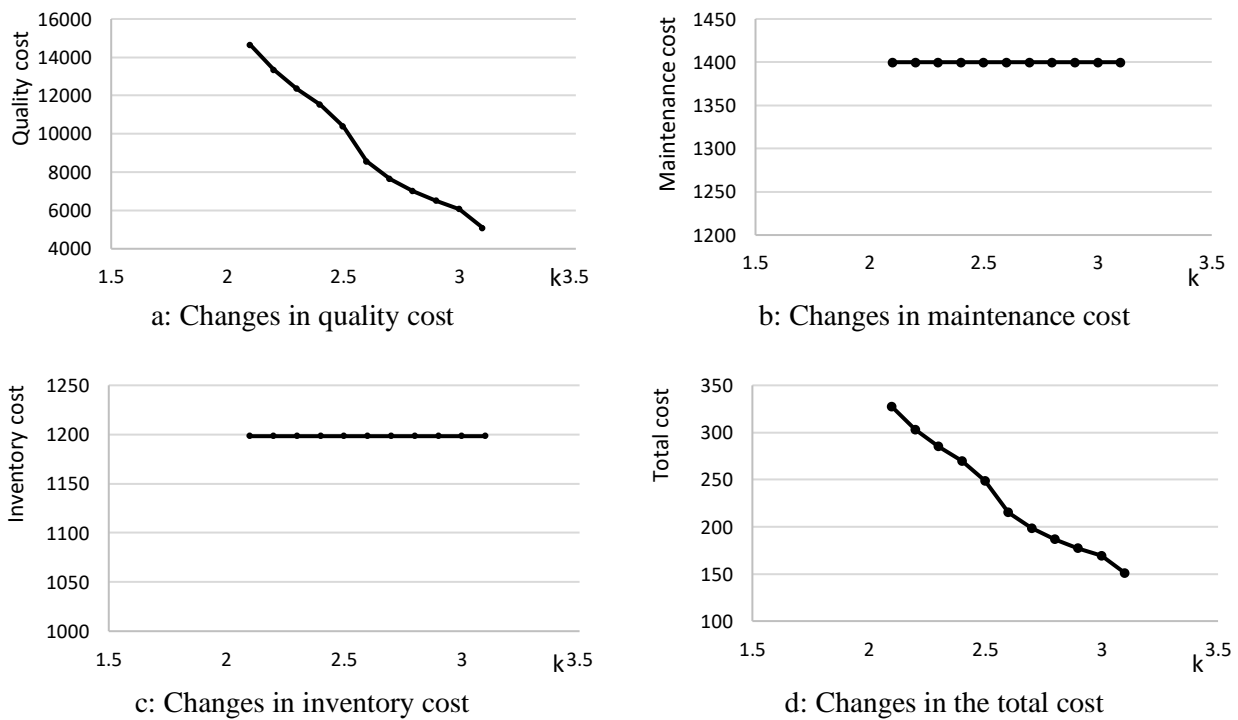 Quality cost
16000
14000
12000
10000
8000
6000
4000
1.5 2 2.5 3 3.5
k
a: Changes in quality cost
Maintenance cost
1450
1400
1350
1300
1250
1200
1.5 2 2.5 3 3.5
k
b: Changes in maintenance cost
Inventory cost
1250
1200
1150
1100
1050
1000
1.5 2 2.5 3 3.5
k
c: Changes in inventory cost
Total cost
350
300
250
200
150
100
1.5 2 2.5 3 3.5
k
d: Changes in the total cost